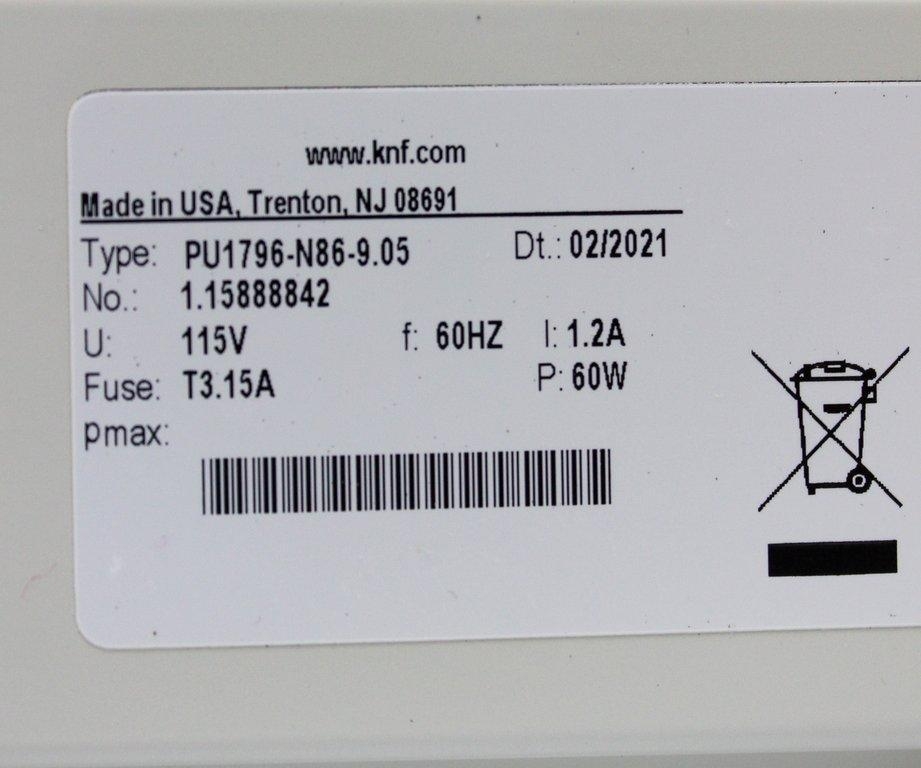 www.knf.com
Made in USA, Trenton, NJ 08691
Type: PU1796-N86-9.05 Dt.: 02/2021
No.: 1.15888842
U: 115V f: 60HZ I: 1.2A
Fuse: T3.15A P: 60W
pmax: